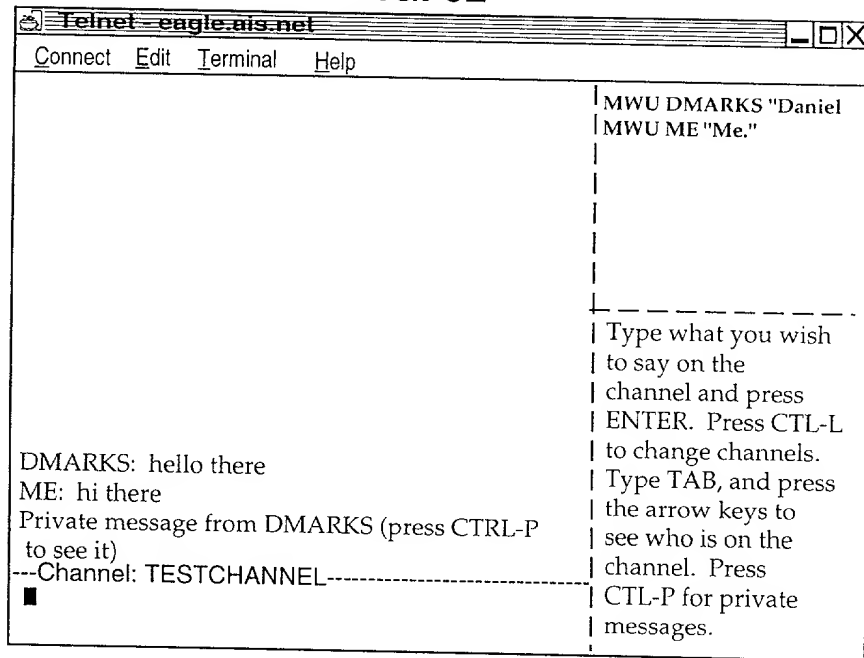 Telnet - eagle.ais.net
Connect Edit Terminal Help
MWU DMARKS "Daniel
MWU ME "Me."
DMARKS: hello there
ME: hi there
Private message from DMARKS (press CTRL-P
to see it)
---Channel: TESTCHANNEL---
Type what you wish
to say on the
channel and press
ENTER. Press CTL-L
to change channels.
Type TAB, and press
the arrow keys to
see who is on the
channel. Press
CTL-P for private
messages.